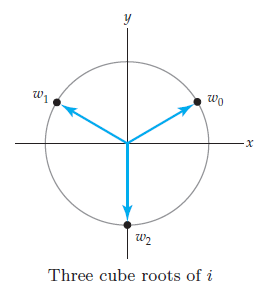 y
w₁
w₀
x
w₂
Three cube roots of i